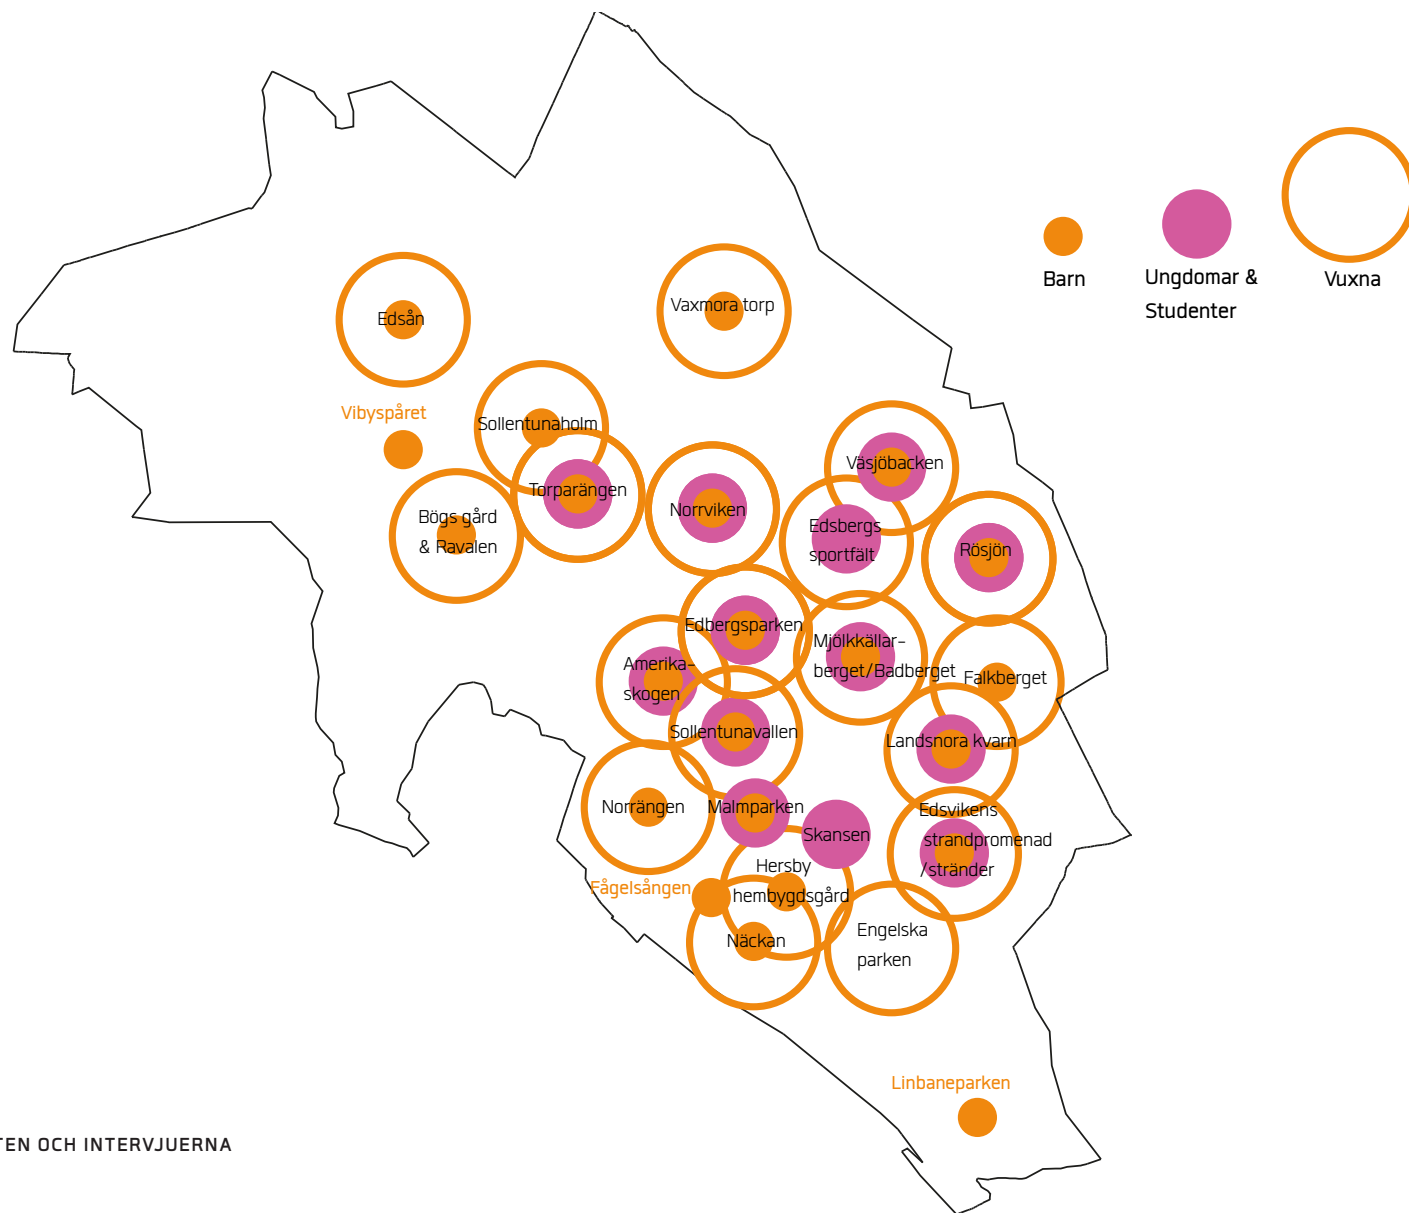 Barn
Ungdomar &
Studenter
Vuxna
Edsån
Vaxmora torp
Vibyspåret
Sollentunaholm
Väsjöbacken
Torparängen
Norrviken
Bögs gård
& Ravalen
Edsbergs
sportfält
Rösjön
Edbergsparken
Mjölkkällar-
berget/Badberget
Amerika-
skogen
Falkberget
Sollentunavallen
Landsnora kvarn
Norrängen
Malmparken
Skansen
Edsvikens
strandpromenad
/stränder
Hersby
hembygdsgård
Fågelsången
Näckan
Engelska
parken
Linbaneparken
TEN OCH INTERVJUERNA